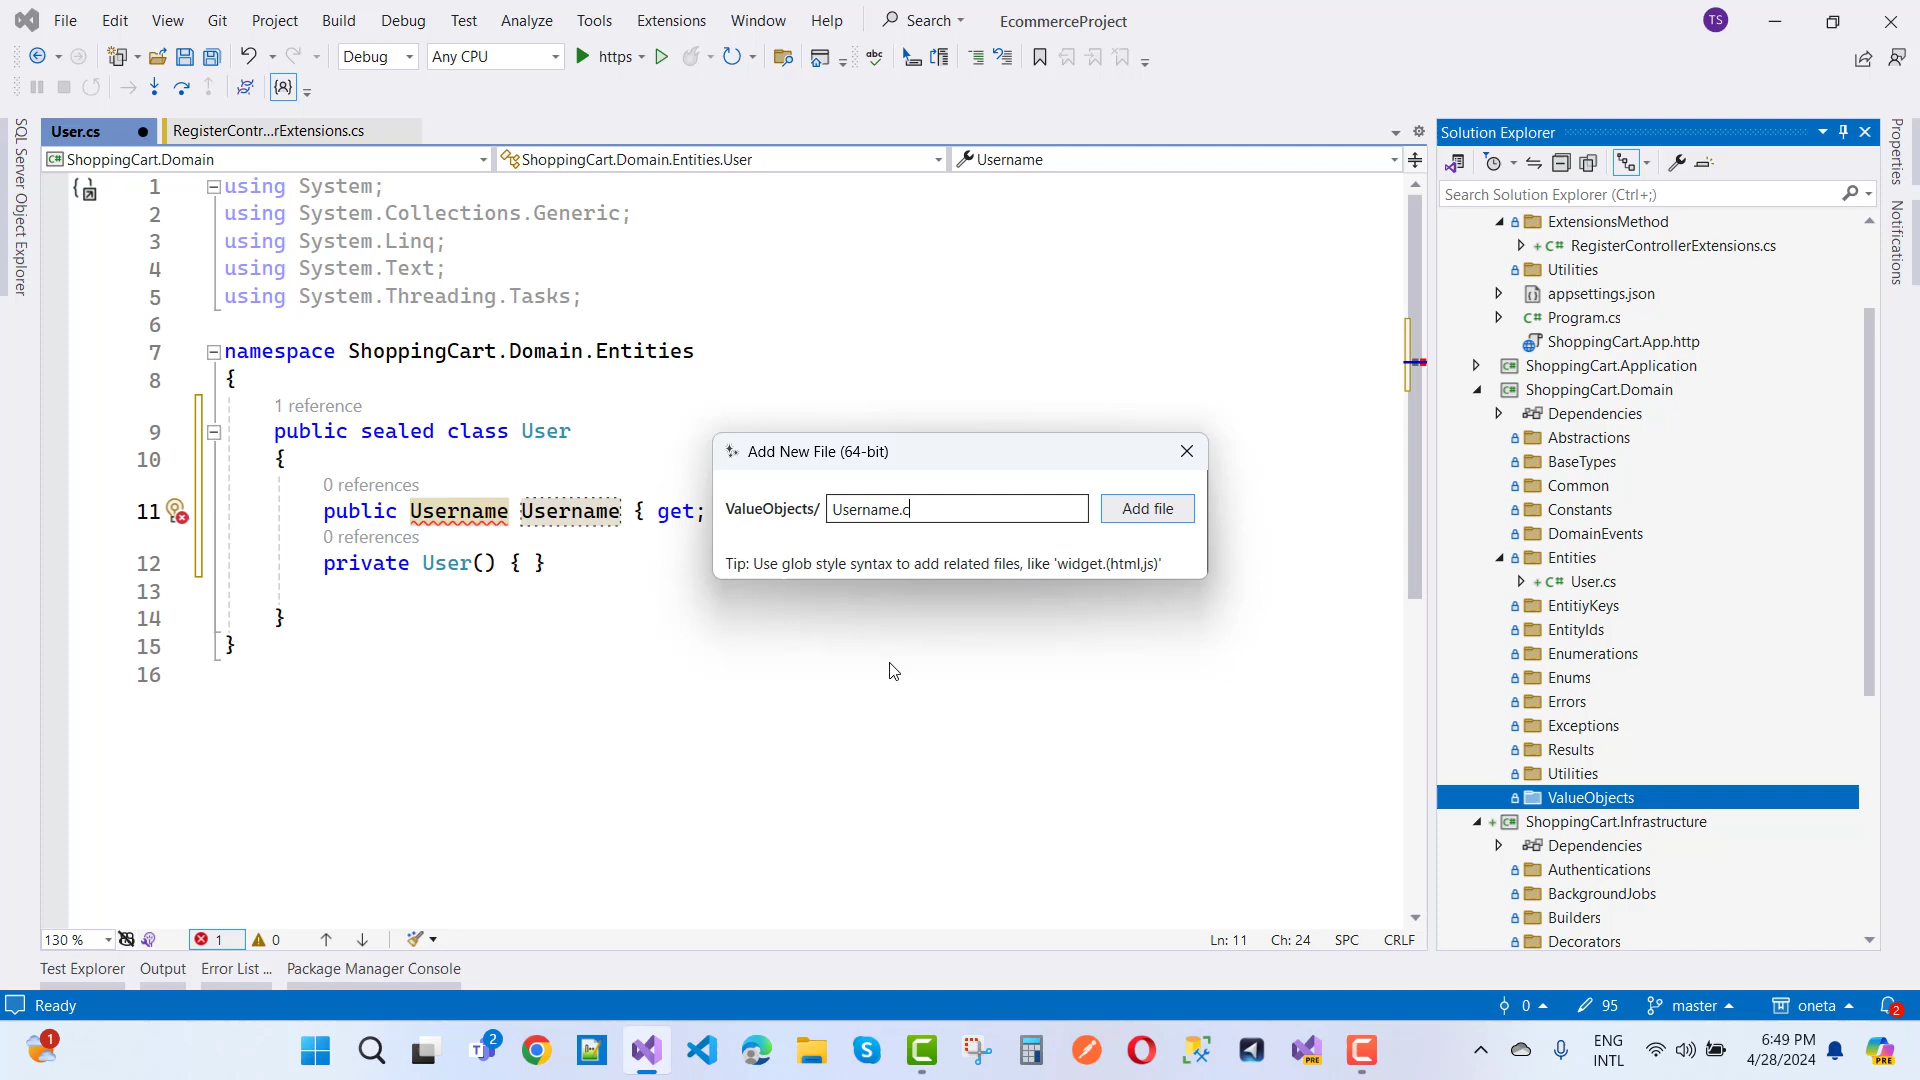 File Edit View Git Project Build Debug Test Analyze Tools Extensions Window Help Search EcommerceProject TS
Debug Any CPU https
User.cs RegisterContr...rExtensions.cs
ShoppingCart.Domain ShoppingCart.Domain.Entities.User Username
SQL Server Object Explorer
1 using System;
2 using System.Collections.Generic;
3 using System.Linq;
4 using System.Text;
5 using System.Threading.Tasks;
6
7 namespace ShoppingCart.Domain.Entities
8 {
1 reference
9 public sealed class User
10 {
0 references
11 public Username Username { get;
0 references
12 private User() { }
13
14 }
15 }
16
Add New File (64-bit)
ValueObjects/ Username.c Add file
Tip: Use glob style syntax to add related files, like 'widget.(html,js)'
Solution Explorer
Search Solution Explorer (Ctrl+;)
ExtensionsMethod
RegisterControllerExtensions.cs
Utilities
appsettings.json
Program.cs
ShoppingCart.App.http
ShoppingCart.Application
ShoppingCart.Domain
Dependencies
Abstractions
BaseTypes
Common
Constants
DomainEvents
Entities
User.cs
EntitiyKeys
EntityIds
Enumerations
Enums
Errors
Exceptions
Results
Utilities
ValueObjects
ShoppingCart.Infrastructure
Dependencies
Authentications
BackgroundJobs
Builders
Decorators
Properties
Notifications
130 % 1 0 Ln: 11 Ch: 24 SPC CRLF
Test Explorer Output Error List ... Package Manager Console
Ready 0 95 master oneta 2
1 2 PRE ENG
INTL 6:49 PM
4/28/2024 PRE